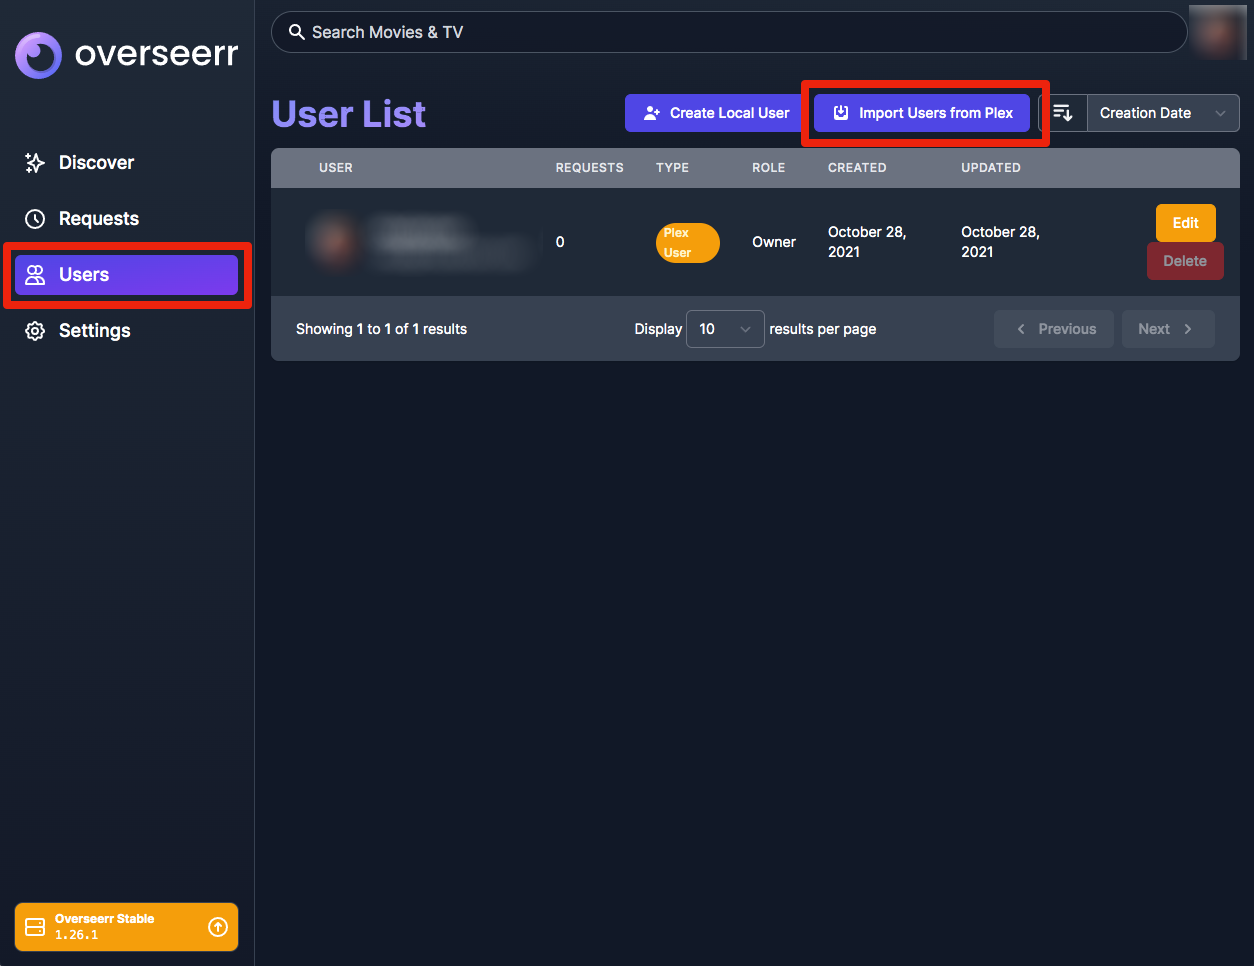 overseerr
Search Movies & TV
Discover
Requests
Users
Settings
User List
Create Local User
Import Users from Plex
Creation Date
USER REQUESTS TYPE ROLE CREATED UPDATED
0
Plex
User
Owner
October 28,
2021
October 28,
2021
Edit
Delete
Showing 1 to 1 of 1 results
Display 10 results per page
Previous
Next
Overseerr Stable
1.26.1